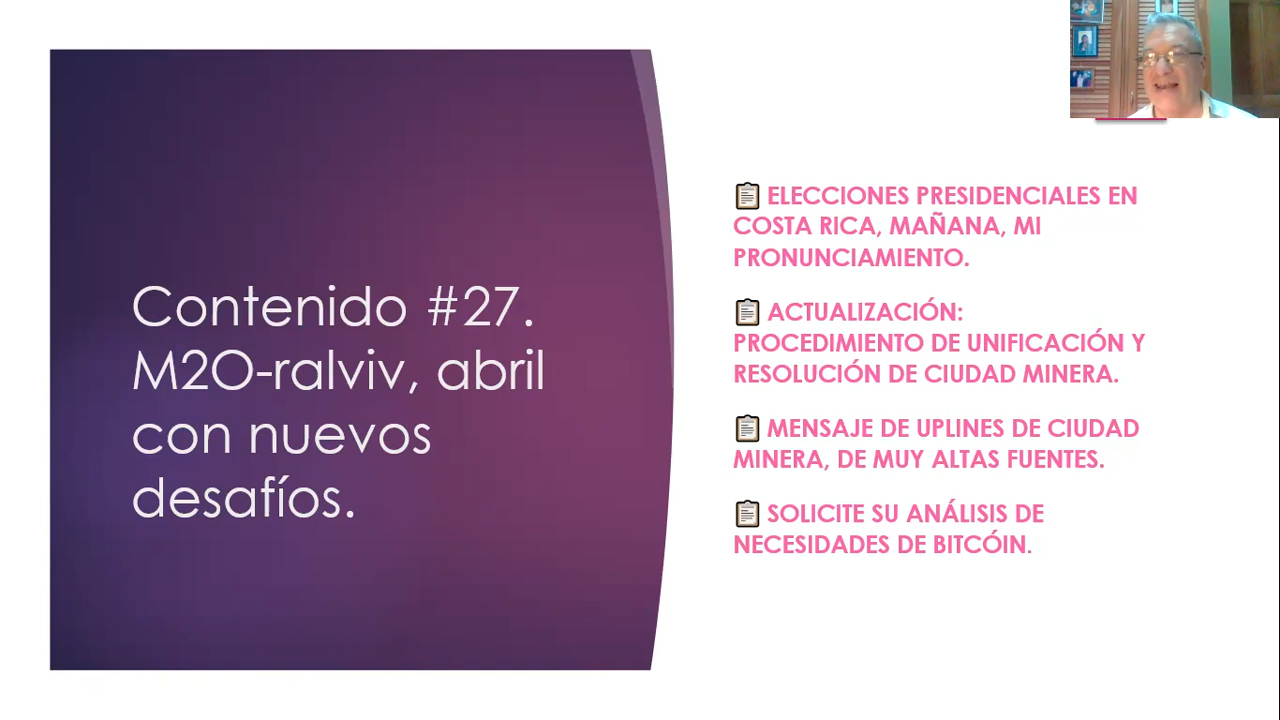 Contenido #27.
M2O-ralviv, abril
con nuevos
desafíos.
ELECCIONES PRESIDENCIALES EN
COSTA RICA, MAÑANA, MI
PRONUNCIAMIENTO.
ACTUALIZACIÓN:
PROCEDIMIENTO DE UNIFICACIÓN Y
RESOLUCIÓN DE CIUDAD MINERA.
MENSAJE DE UPLINES DE CIUDAD
MINERA, DE MUY ALTAS FUENTES.
SOLICITE SU ANÁLISIS DE
NECESIDADES DE BITCÓIN.